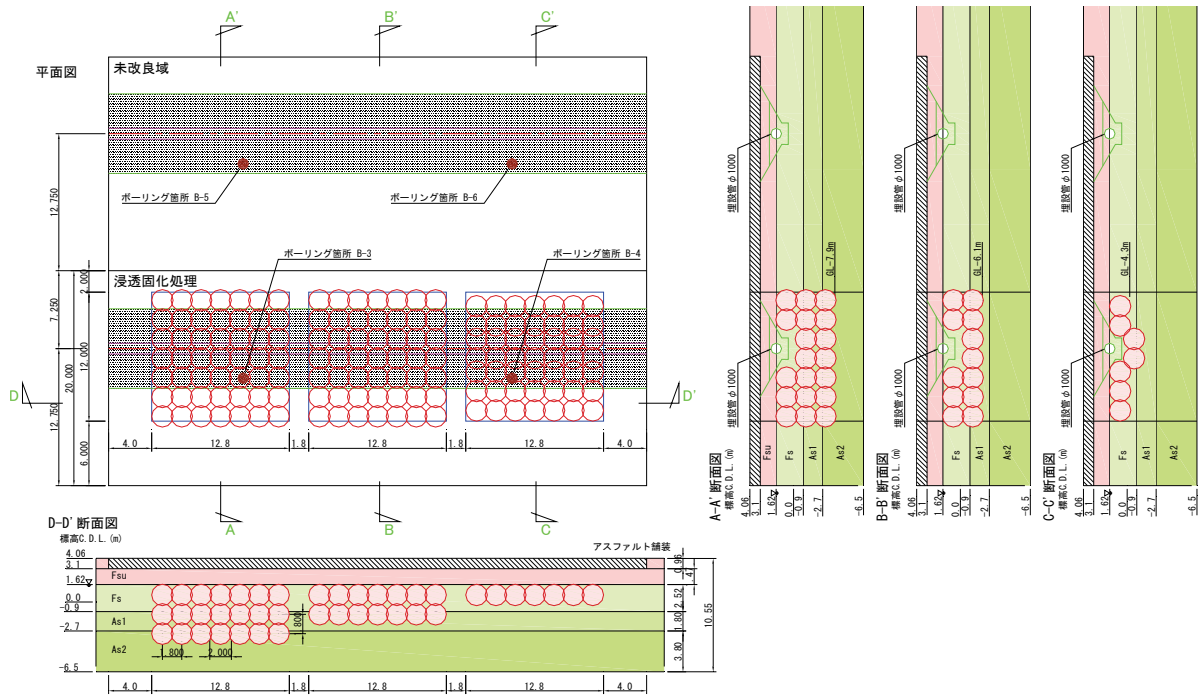 平面図
A'
B'
C'
未改良域
ボーリング箇所 B-5
ボーリング箇所 B-6
12.750
ボーリング箇所 B-3
ボーリング箇所 B-4
浸透固化処理
2.000
7.250
12.000
20.000
12.750
6.000
D
D'
4.0
12.8
1.8
12.8
1.8
12.8
4.0
A
B
C
D-D' 断面図
標高C.D.L.(m)
アスファルト舗装
4.06
3.1
1.62
0.0
-0.9
-2.7
-6.5
Fsu
Fs
As1
As2
1.800
2.000
1.800
0.96
47
2.52
1.80
3.80
10.55
4.0
12.8
1.8
12.8
1.8
12.8
4.0
埋設管φ1000
GL-7.9m
埋設管φ1000
Fsu
Fs
As1
As2
A-A' 断面図
標高C.D.L.(m)
4.06
3.1
1.62
0.0
-0.9
-2.7
-6.5
埋設管φ1000
GL-6.1m
埋設管φ1000
Fs
As1
As2
B-B' 断面図
標高C.D.L.(m)
4.06
3.1
1.62
0.0
-0.9
-2.7
-6.5
埋設管φ1000
GL-4.3m
埋設管φ1000
Fs
As1
As2
C-C' 断面図
標高C.D.L.(m)
4.06
3.1
1.62
0.0
-0.9
-2.7
-6.5